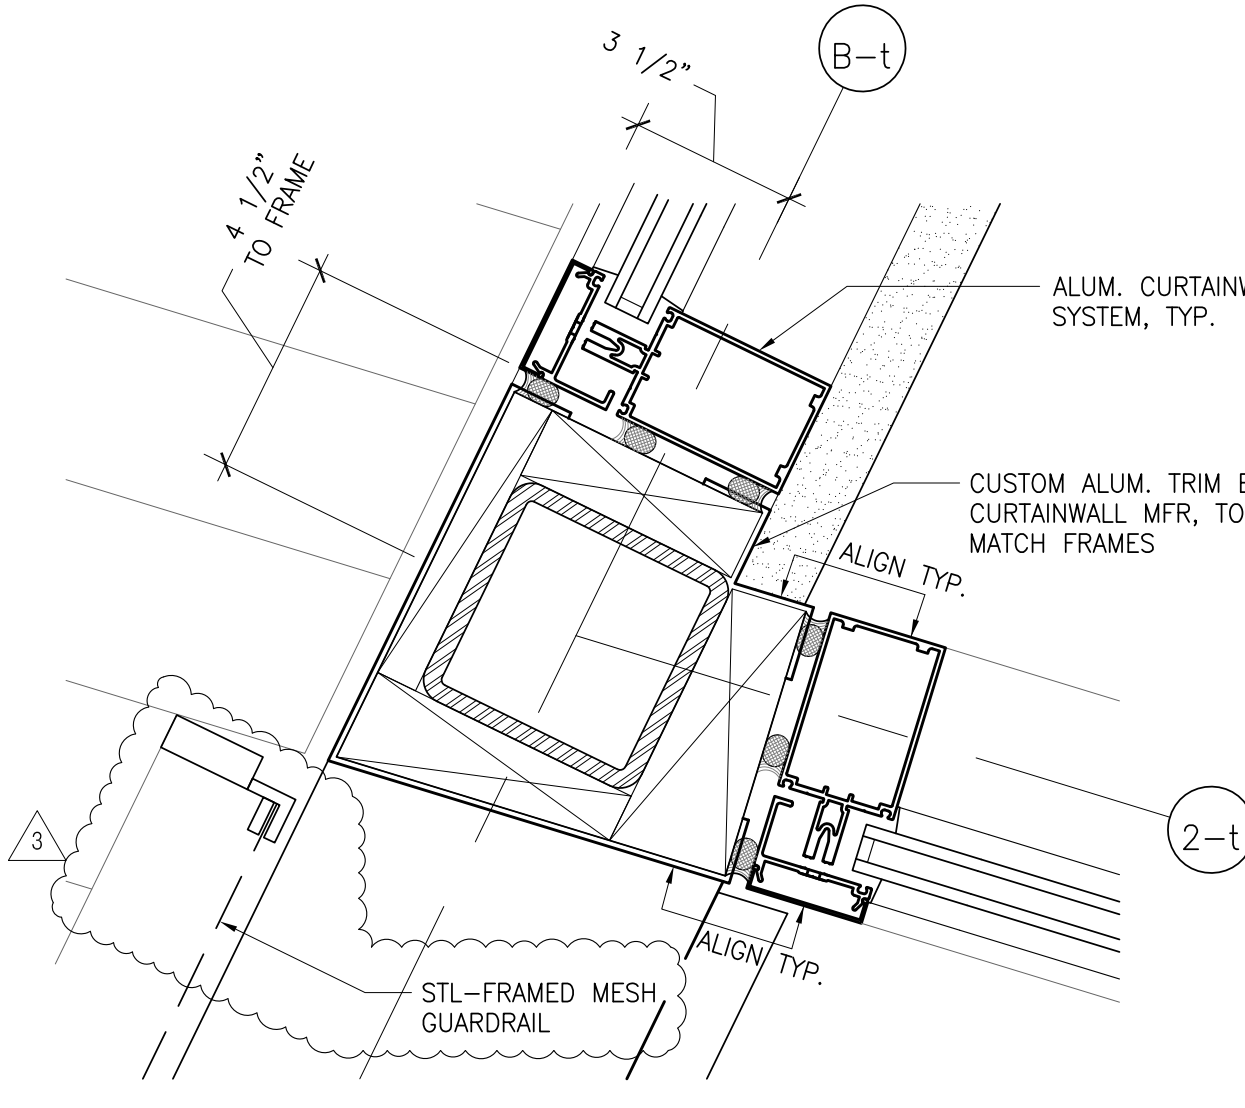 3 1/2"
B-t
4 1/2"
TO FRAME
ALUM. CURTAINW
SYSTEM, TYP.
CUSTOM ALUM. TRIM B
CURTAINWALL MFR, TO
MATCH FRAMES
ALIGN TYP.
3
2-t
ALIGN TYP.
STL-FRAMED MESH
GUARDRAIL